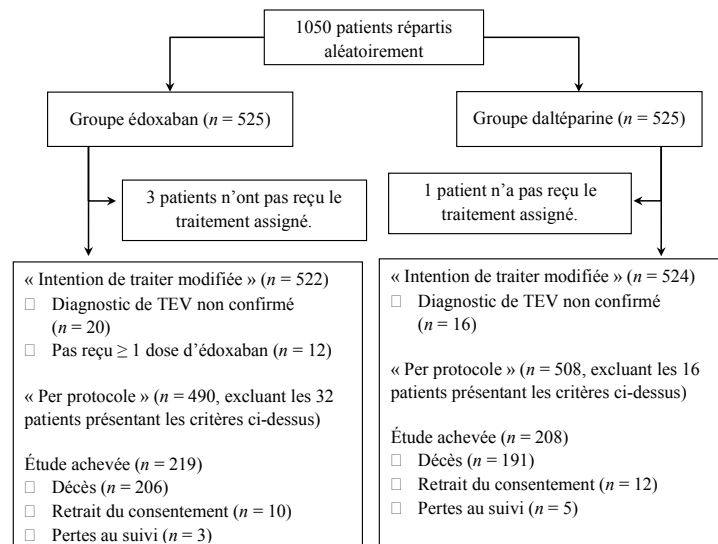 1050 patients répartis
aléatoirement
Groupe édoxaban (n = 525)
Groupe daltéparine (n = 525)
3 patients n'ont pas reçu le
traitement assigné.
1 patient n'a pas reçu le
traitement assigné.
« Intention de traiter modifiée » (n = 522)
□ Diagnostic de TEV non confirmé
(n = 20)
□ Pas reçu ≥ 1 dose d'édoxaban (n = 12)
« Per protocole » (n = 490, excluant les 32
patients présentant les critères ci-dessus)
Étude achevée (n = 219)
□ Décès (n = 206)
□ Retrait du consentement (n = 10)
□ Pertes au suivi (n = 3)
« Intention de traiter modifiée » (n = 524)
□ Diagnostic de TEV non confirmé
(n = 16)
« Per protocole » (n = 508, excluant les 16
patients présentant les critères ci-dessus)
Étude achevée (n = 208)
□ Décès (n = 191)
□ Retrait du consentement (n = 12)
□ Pertes au suivi (n = 5)